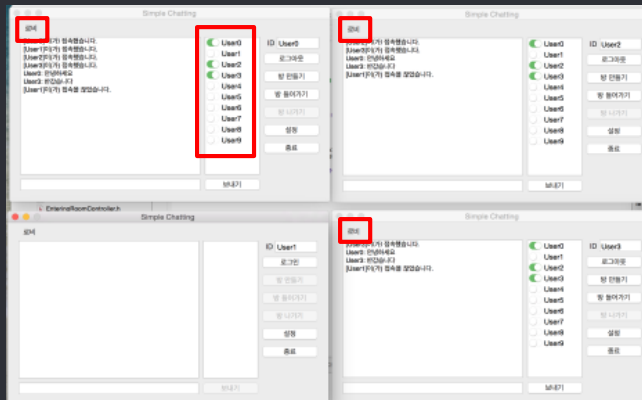 Simple Chatting
로비
[User0]이(가) 접속했습니다.
[User1]이(가) 접속했습니다.
[User2]이(가) 접속했습니다.
[User3]이(가) 접속했습니다.
User0: 안녕하세요
User3: 반갑습니다
[User1]이(가) 접속을 끊었습니다.
User0
User1
User2
User3
User4
User5
User6
User7
User8
User9
ID User0
로그아웃
방 만들기
방 들어가기
방 나가기
설정
종료
보내기
Simple Chatting
로비
[User2]이(가) 접속했습니다.
[User3]이(가) 접속했습니다.
User0: 안녕하세요
User3: 반갑습니다
[User1]이(가) 접속을 끊었습니다.
User0
User1
User2
User3
User4
User5
User6
User7
User8
User9
ID User2
로그아웃
방 만들기
방 들어가기
방 나가기
설정
종료
보내기
EnteringRoomController.h
Simple Chatting
로비
ID User1
로그인
방 만들기
방 들어가기
방 나가기
설정
종료
보내기
Simple Chatting
로비
[User3]이(가) 접속했습니다.
User0: 안녕하세요
User3: 반갑습니다
[User1]이(가) 접속을 끊었습니다.
User0
User1
User2
User3
User4
User5
User6
User7
User8
User9
ID User3
로그아웃
방 만들기
방 들어가기
방 나가기
설정
종료
보내기